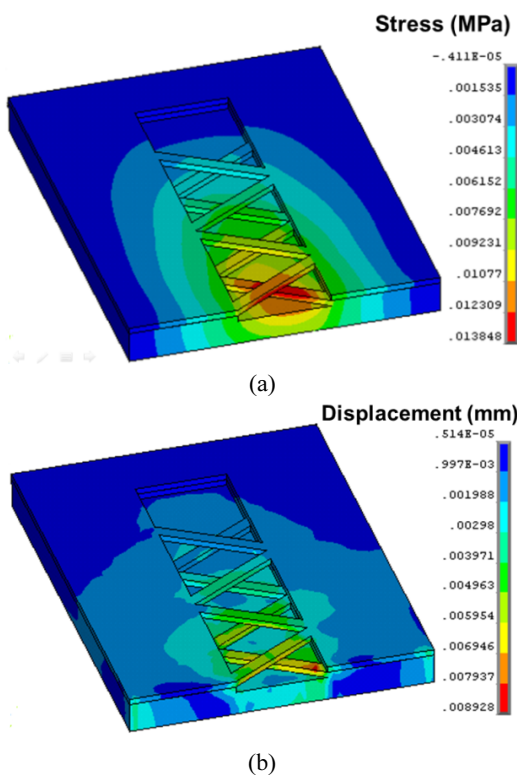 Stress (MPa)
-.411E-05
.001535
.003074
.004613
.006152
.007692
.009231
.01077
.012309
.013848
(a)
Displacement (mm)
.514E-05
.997E-03
.001988
.00298
.003971
.004963
.005954
.006946
.007937
.008928
(b)